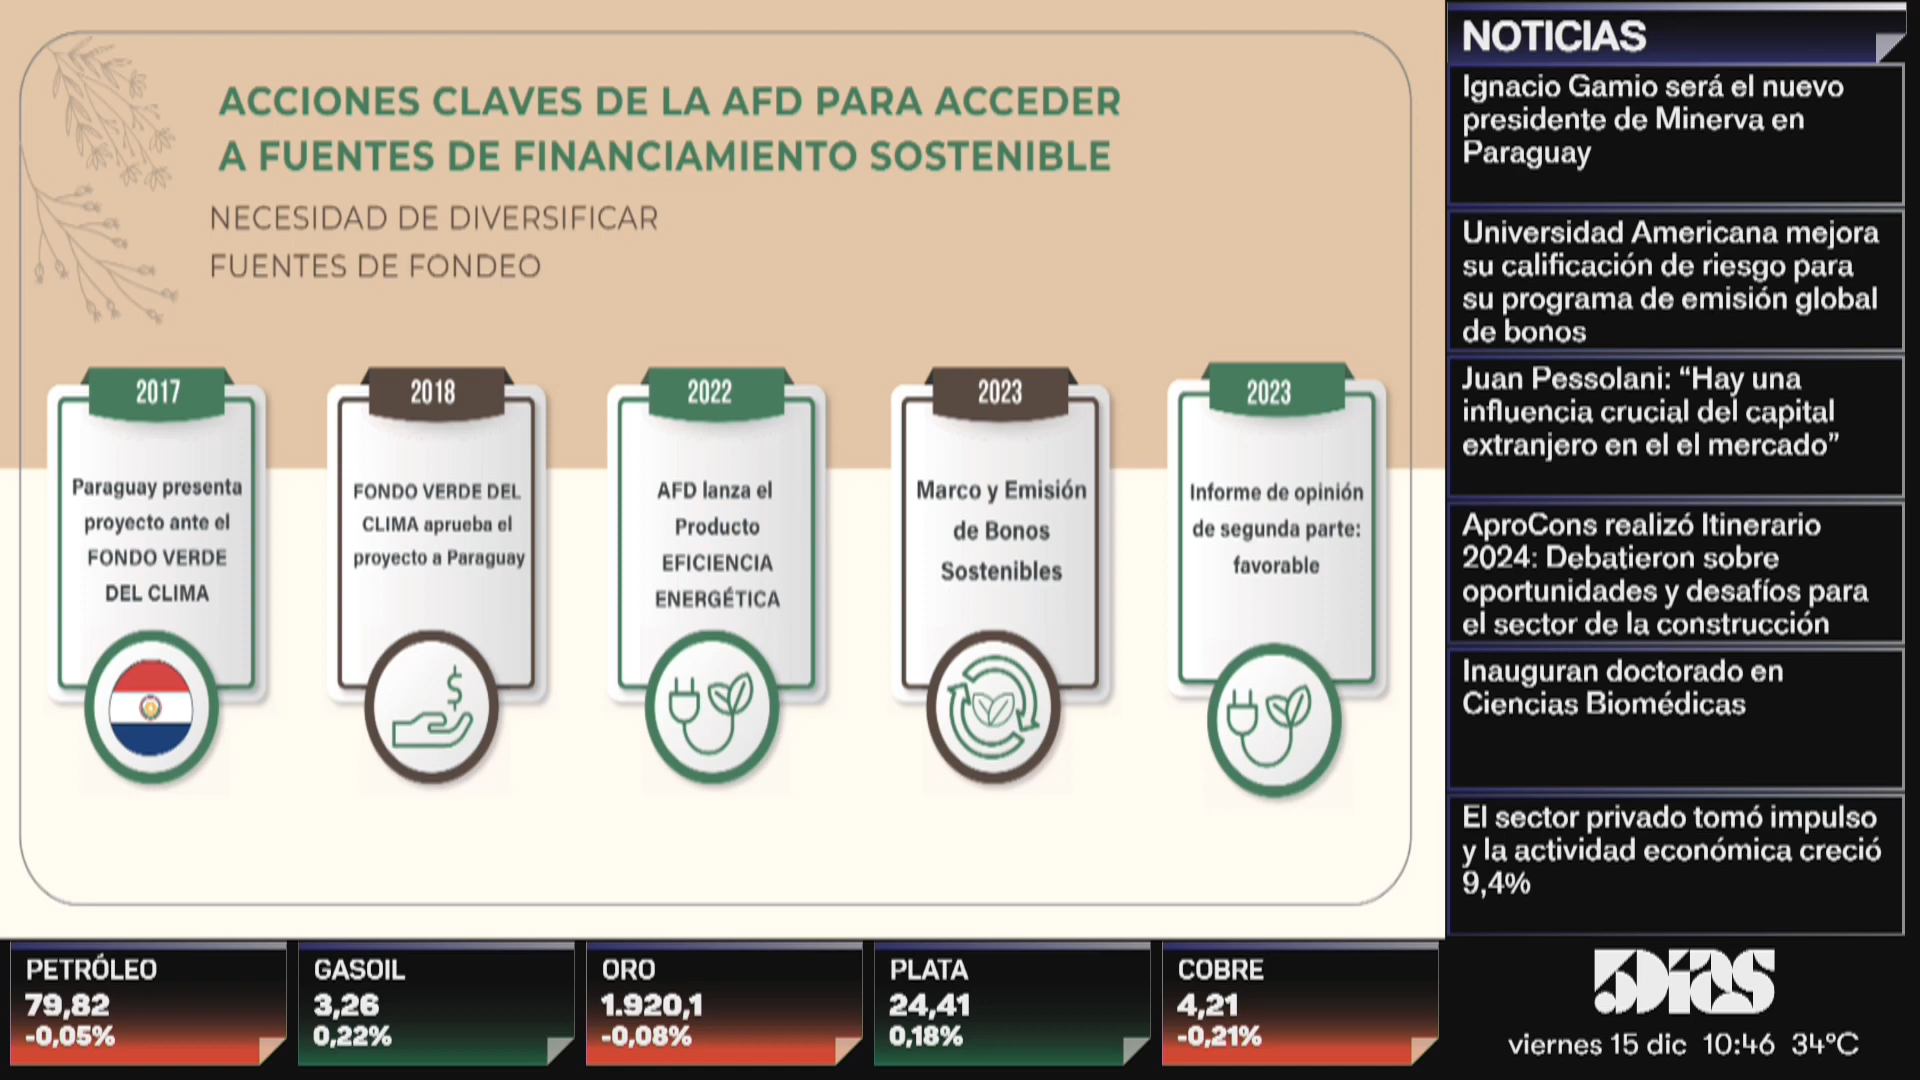 ACCIONES CLAVES DE LA AFD PARA ACCEDER
A FUENTES DE FINANCIAMIENTO SOSTENIBLE
NECESIDAD DE DIVERSIFICAR
FUENTES DE FONDEO
2017
Paraguay presenta
proyecto ante el
FONDO VERDE
DEL CLIMA
2018
FONDO VERDE DEL
CLIMA aprueba el
proyecto a Paraguay
2022
AFD lanza el
Producto
EFICIENCIA
ENERGÉTICA
2023
Marco y Emisión
de Bonos
Sostenibles
2023
Informe de opinión
de segunda parte:
favorable
NOTICIAS
Ignacio Gamio será el nuevo
presidente de Minerva en
Paraguay
Universidad Americana mejora
su calificación de riesgo para
su programa de emisión global
de bonos
Juan Pessolani: “Hay una
influencia crucial del capital
extranjero en el el mercado”
AproCons realizó Itinerario
2024: Debatieron sobre
oportunidades y desafíos para
el sector de la construcción
Inauguran doctorado en
Ciencias Biomédicas
El sector privado tomó impulso
y la actividad económica creció
9,4%
PETRÓLEO
79,82
-0,05%
GASOIL
3,26
0,22%
ORO
1.920,1
-0,08%
PLATA
24,41
0,18%
COBRE
4,21
-0,21%
5DIAS
viernes 15 dic 10:46 34°C